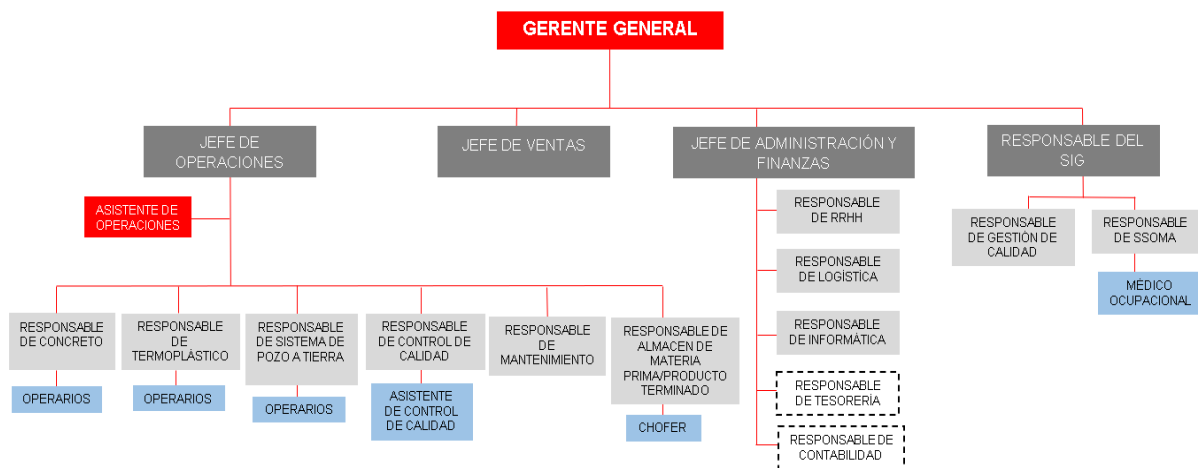 GERENTE GENERAL
JEFE DE
OPERACIONES
JEFE DE VENTAS
JEFE DE ADMINISTRACIÓN Y
FINANZAS
RESPONSABLE DEL
SIG
ASISTENTE DE
OPERACIONES
RESPONSABLE
DE RRHH
RESPONSABLE
DE LOGÍSTICA
RESPONSABLE
DE INFORMÁTICA
RESPONSABLE
DE TESORERÍA
RESPONSABLE DE
CONTABILIDAD
RESPONSABLE
DE GESTIÓN DE
CALIDAD
RESPONSABLE
DE SSOMA
MÉDICO
OCUPACIONAL
RESPONSABLE
DE CONCRETO
OPERARIOS
RESPONSABLE
DE
TERMOPLÁSTICO
OPERARIOS
RESPONSABLE
DE SISTEMA DE
POZO A TIERRA
OPERARIOS
RESPONSABLE
DE CONTROL DE
CALIDAD
ASISTENTE
DE CONTROL
DE CALIDAD
RESPONSABLE
DE
MANTENIMIENTO
RESPONSABLE DE
ALMACEN DE
MATERIA
PRIMA/PRODUCTO
TERMINADO
CHOFER